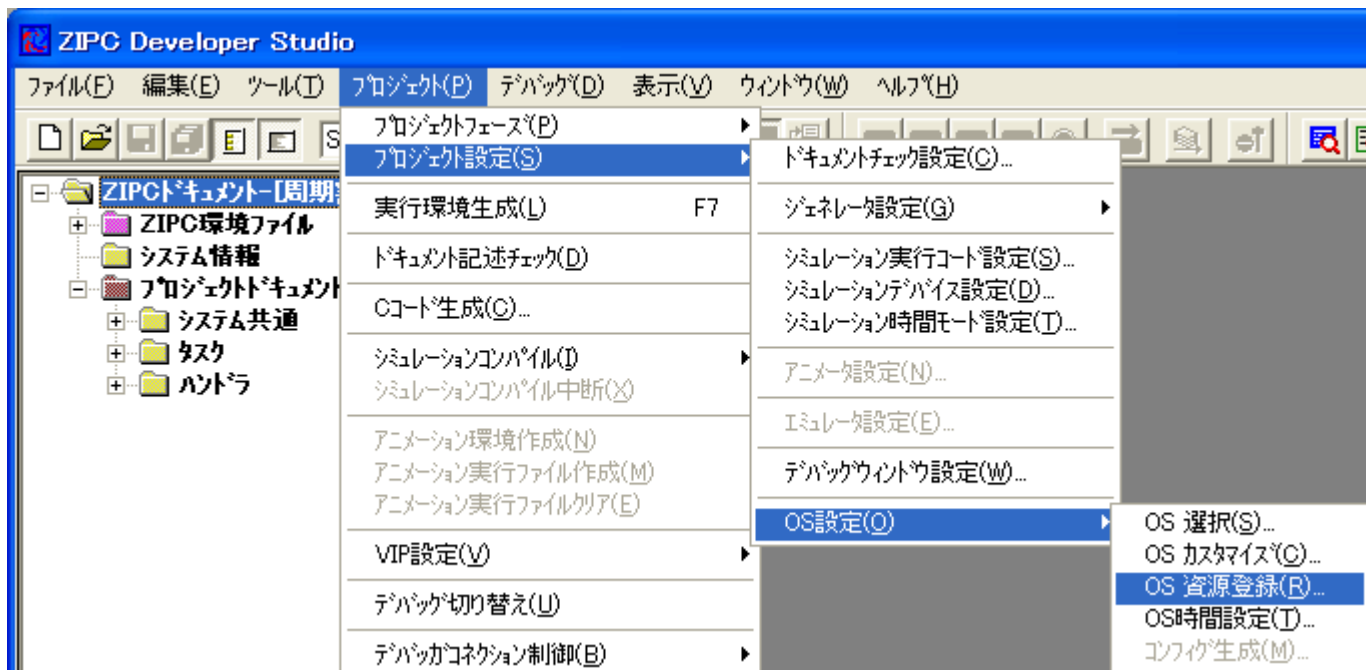 ZIPC Developer Studio
ファイル(F) 編集(E) ツール(T) プロジェクト(P) デバッグ(D) 表示(V) ウィンドウ(W) ヘルプ(H)
プロジェクトフェーズ(P)
プロジェクト設定(S)
実行環境生成(L) F7
ドキュメント記述チェック(D)
Cコード生成(C)...
シミュレーションコンパイル(I)
シミュレーションコンパイル中断(X)
アニメーション環境作成(N)
アニメーション実行ファイル作成(M)
アニメーション実行ファイルクリア(E)
VIP設定(V)
デバッグ切り替え(U)
デバッガコネクション制御(B)
ドキュメントチェック設定(C)...
ジェネレータ設定(G)
シミュレーション実行コード設定(S)...
シミュレーションデバイス設定(D)...
シミュレーション時間モード設定(T)...
アニメータ設定(N)...
エミュレータ設定(E)...
デバッグウィンドウ設定(W)...
OS設定(O)
OS 選択(S)...
OS カスタマイズ(C)...
OS 資源登録(R)...
OS時間設定(T)...
コンフィグ生成(M)...
ZIPCドキュメント-[周期
ZIPC環境ファイル
システム情報
プロジェクトドキュメント
システム共通
タスク
ハンドラ